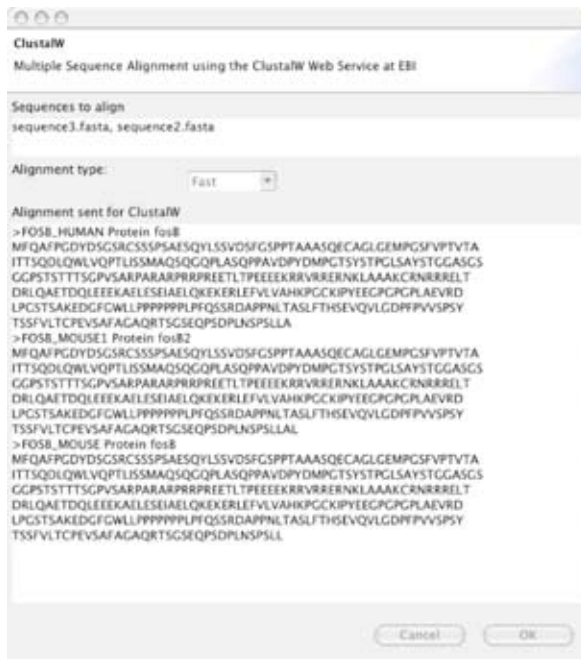 ClustalW
Multiple Sequence Alignment using the ClustalW Web Service at EBI
Sequences to align
sequence3.fasta, sequence2.fasta
Alignment type:
Fast
Alignment sent for ClustalW
>FOSB_HUMAN Protein fosB
MFQAFPGDYDSGSRCSSSPSAESQYLSSVDSFGSPPTAAASQECAGLGEMPGSFVPTVTA
ITTSQDLQWLVQPTLISSMAQSQGQPLASQPPAVDPYDMPGTSYSTPGLSAYSTGGASGS
GGPSTSTTTSGPVSARPARARPRRPREETLTPEEEEKRRVRRERNKLAAAKCRNRRRELT
DRLQAETDQLEEEKAELESEIAELQKEKERLEFVLVAHKPGCKIPYEEGPGPGPLAEVRD
LPGSTSAKEDGFGWLLPPPPPPPLPFQSSRDAPPNLTASLFTHSEVQVLGDPFPVVSPSY
TSSFVLTCPEVSAFAGAQRTSGSEQPSDPLNSPSLLA
>FOSB_MOUSE1 Protein fosB2
MFQAFPGDYDSGSRCSSSPSAESQYLSSVDSFGSPPTAAASQECAGLGEMPGSFVPTVTA
ITTSQDLQWLVQPTLISSMAQSQGQPLASQPPAVDPYDMPGTSYSTPGLSAYSTGGASGS
GGPSTSTTTSGPVSARPARARPRRPREETLTPEEEEKRRVRRERNKLAAAKCRNRRRELT
DRLQAETDQLEEEKAELESEIAELQKEKERLEFVLVAHKPGCKIPYEEGPGPGPLAEVRD
LPGSTSAKEDGFGWLLPPPPPPPLPFQSSRDAPPNLTASLFTHSEVQVLGDPFPVVSPSY
TSSFVLTCPEVSAFAGAQRTSGSEQPSDPLNSPSLLAL
>FOSB_MOUSE Protein fosB
MFQAFPGDYDSGSRCSSSPSAESQYLSSVDSFGSPPTAAASQECAGLGEMPGSFVPTVTA
ITTSQDLQWLVQPTLISSMAQSQGQPLASQPPAVDPYDMPGTSYSTPGLSAYSTGGASGS
GGPSTSTTTSGPVSARPARARPRRPREETLTPEEEEKRRVRRERNKLAAAKCRNRRRELT
DRLQAETDQLEEEKAELESEIAELQKEKERLEFVLVAHKPGCKIPYEEGPGPGPLAEVRD
LPGSTSAKEDGFGWLLPPPPPPPLPFQSSRDAPPNLTASLFTHSEVQVLGDPFPVVSPSY
TSSFVLTCPEVSAFAGAQRTSGSEQPSDPLNSPSLL
Cancel
OK